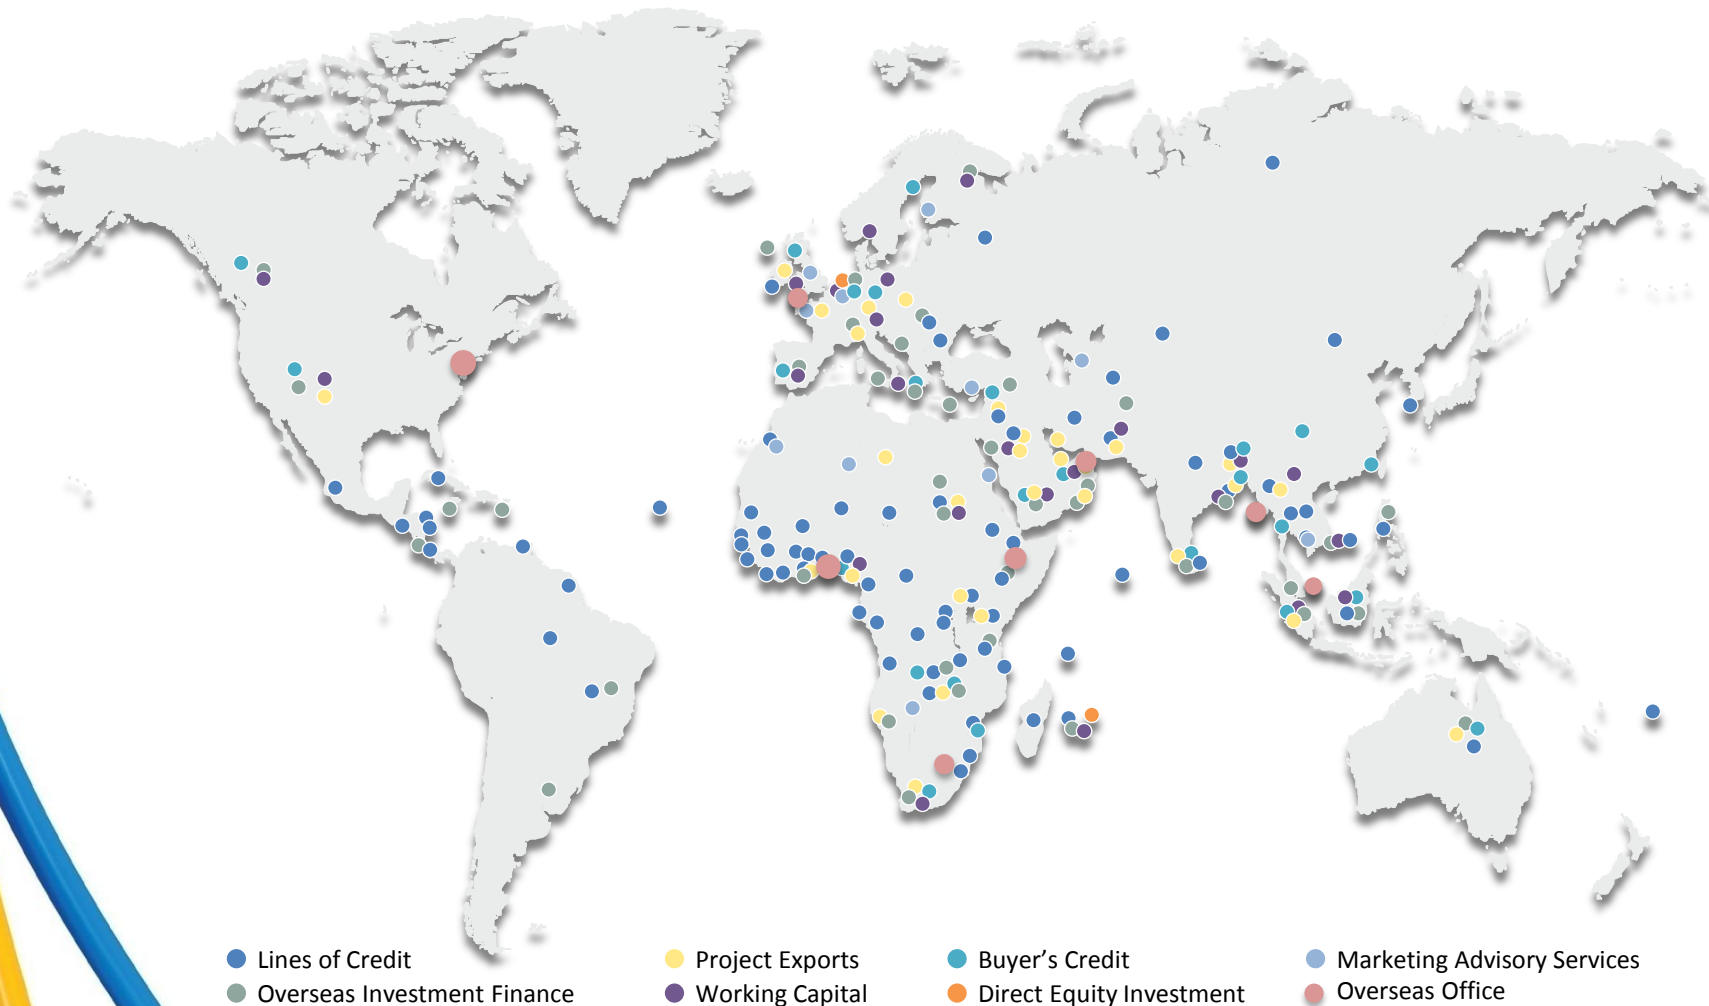 Lines of Credit
Project Exports
Buyer's Credit
Marketing Advisory Services
Overseas Investment Finance
Working Capital
Direct Equity Investment
Overseas Office